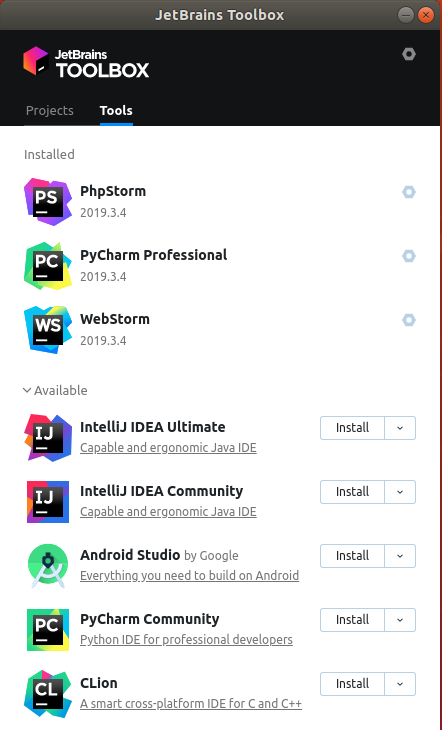 JetBrains Toolbox
JetBrains
TOOLBOX
Projects Tools
Installed
PS
PhpStorm
2019.3.4
PC
PyCharm Professional
2019.3.4
WS
WebStorm
2019.3.4
Available
IJ
IntelliJ IDEA Ultimate
Capable and ergonomic Java IDE
Install
IJ
IntelliJ IDEA Community
Capable and ergonomic Java IDE
Install
Android Studio by Google
Everything you need to build on Android
Install
PC
PyCharm Community
Python IDE for professional developers
Install
CL
CLion
A smart cross-platform IDE for C and C++
Install